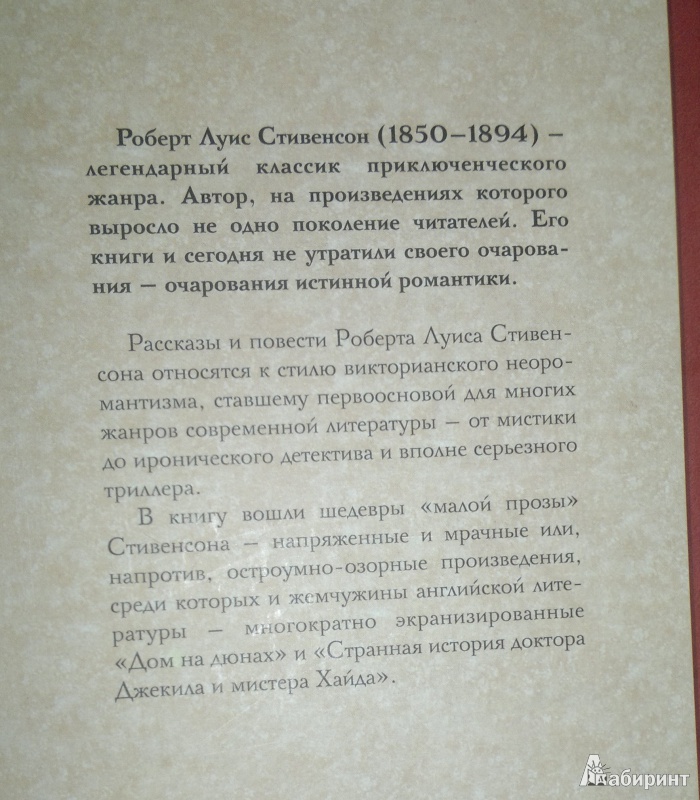 Роберт Луис Стивенсон (1850–1894) –
легендарный классик приключенческого
жанра. Автор, на произведениях которого
выросло не одно поколение читателей. Его
книги и сегодня не утратили своего очарова-
ния – очарования истинной романтики.
Рассказы и повести Роберта Луиса Стивен-
сона относятся к стилю викторианского неоро-
мантизма, ставшему первоосновой для многих
жанров современной литературы – от мистики
до иронического детектива и вполне серьезного
триллера.
В книгу вошли шедевры «малой прозы»
Стивенсона – напряженные и мрачные или,
напротив, остроумно-озорные произведения,
среди которых и жемчужины английской лите-
ратуры – многократно экранизированные
«Дом на дюнах» и «Странная история доктора
Джекила и мистера Хайда».
Лабиринт